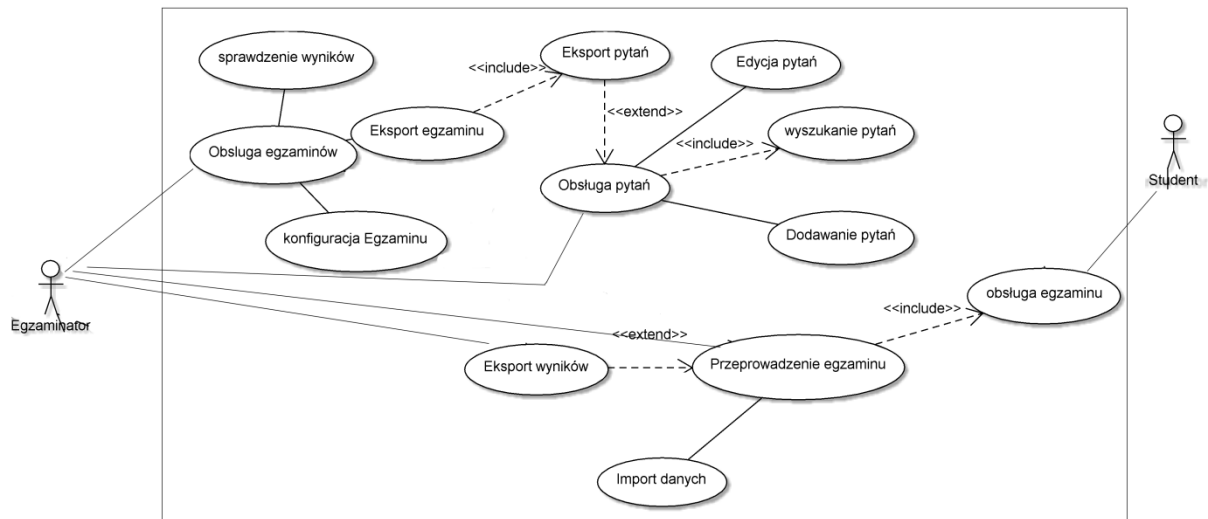 sprawdzenie wyników
Eksport pytań
Edycja pytań
<<include>>
<<extend>>
Eksport egzaminu
wyszukanie pytań
<<include>>
Obsluga egzaminów
Obsługa pytań
Student
konfiguracja Egzaminu
Dodawanie pytań
obsługa egzaminu
<<include>>
Egzaminator
<<extend>>
Eksport wyników
Przeprowadzenie egzaminu
Import danych